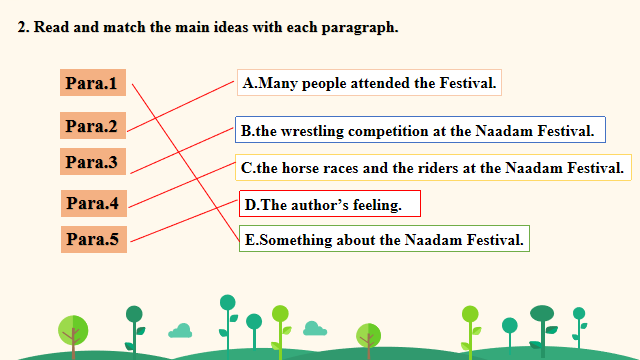 2. Read and match the main ideas with each paragraph.
Para.1
A.Many people attended the Festival.
Para.2
B.the wrestling competition at the Naadam Festival.
Para.3
C.the horse races and the riders at the Naadam Festival.
Para.4
D.The author’s feeling.
Para.5
E.Something about the Naadam Festival.